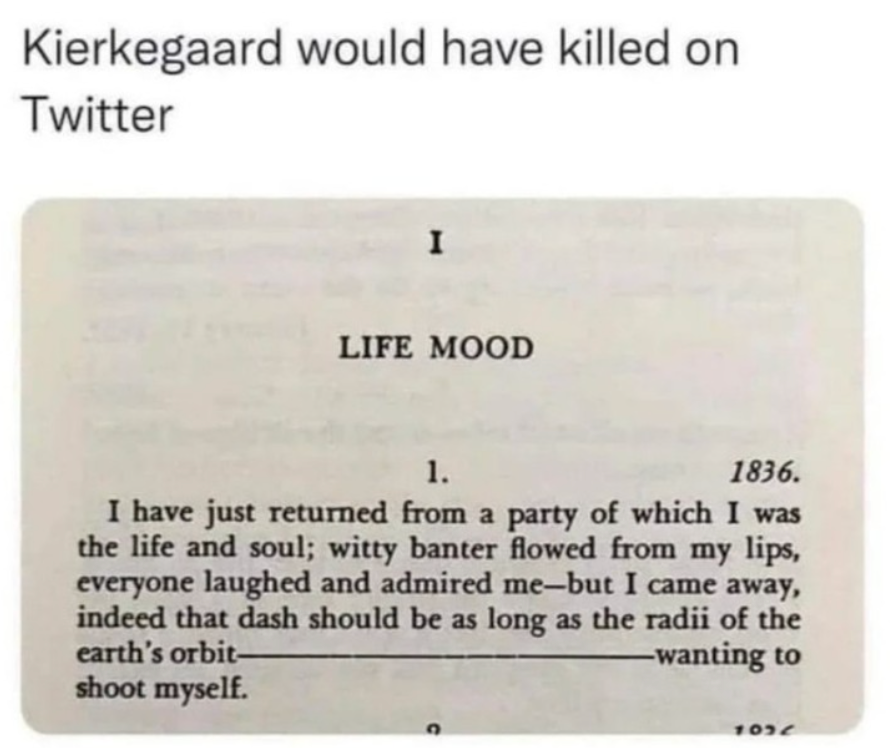 Kierkegaard would have killed on
Twitter
I
LIFE MOOD
1. 1836.
I have just returned from a party of which I was
the life and soul; witty banter flowed from my lips,
everyone laughed and admired me—but I came away,
indeed that dash should be as long as the radii of the
earth's orbit————————————wanting to
shoot myself.